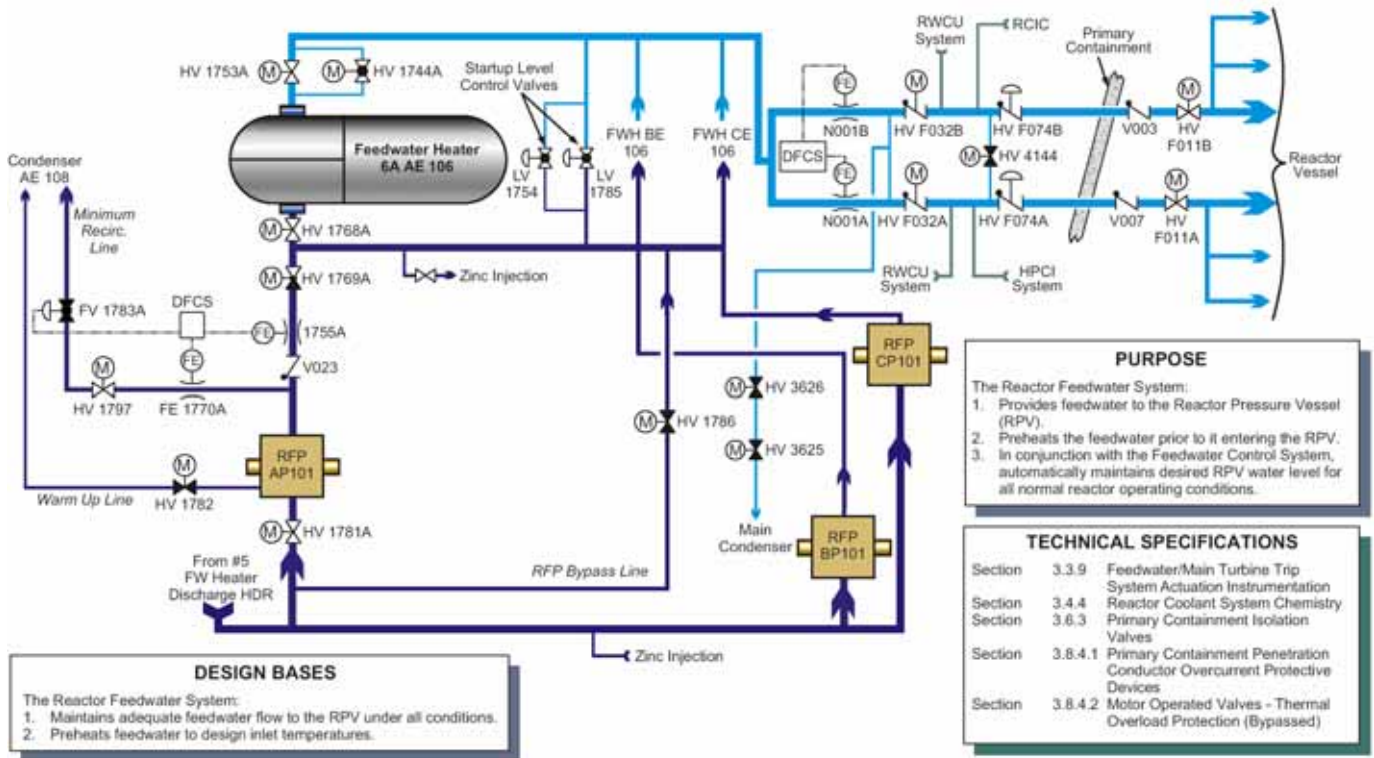 HV 1753A
M
M
HV 1744A
Startup Level
Control Valves
Feedwater Heater
6A AE 106
LV
1754
LV
1785
FWH BE
106
FWH CE
106
Condenser
AE 108
Minimum
Recirc.
Line
M
HV 1768A
M
HV 1769A
Zinc Injection
FV 1783A
DFCS
FE
1755A
FE
V023
M
HV 1797
FE 1770A
RFP
AP101
M
HV 1782
Warm Up Line
M
HV 1781A
From #5
FW Heater
Discharge HDR
RFP Bypass Line
M
HV 1786
Zinc Injection
RFP
BP101
RFP
CP101
M
HV 3626
M
HV 3625
Main
Condenser
RWCU
System
RCIC
Primary
Containment
FE
N001B
M
HV F032B
HV F074B
V003
M
HV
F011B
DFCS
M
HV 4144
FE
N001A
M
HV F032A
HV F074A
V007
M
HV
F011A
RWCU
System
HPCI
System
Reactor
Vessel
PURPOSE
The Reactor Feedwater System:
1. Provides feedwater to the Reactor Pressure Vessel
(RPV).
2. Preheats the feedwater prior to it entering the RPV.
3. In conjunction with the Feedwater Control System,
automatically maintains desired RPV water level for
all normal reactor operating conditions.
TECHNICAL SPECIFICATIONS
Section 3.3.9 Feedwater/Main Turbine Trip
System Actuation Instrumentation
Section 3.4.4 Reactor Coolant System Chemistry
Section 3.6.3 Primary Containment Isolation
Valves
Section 3.8.4.1 Primary Containment Penetration
Conductor Overcurrent Protective
Devices
Section 3.8.4.2 Motor Operated Valves - Thermal
Overload Protection (Bypassed)
DESIGN BASES
The Reactor Feedwater System:
1. Maintains adequate feedwater flow to the RPV under all conditions.
2. Preheats feedwater to design inlet temperatures.